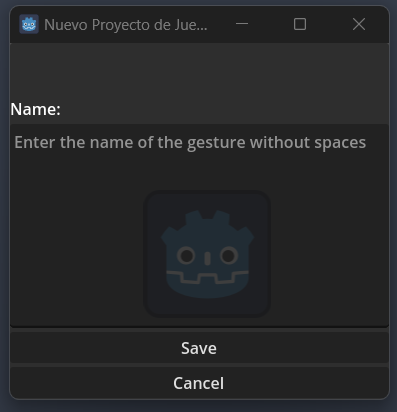 Nuevo Proyecto de Jue...
Name:
Enter the name of the gesture without spaces
Save
Cancel